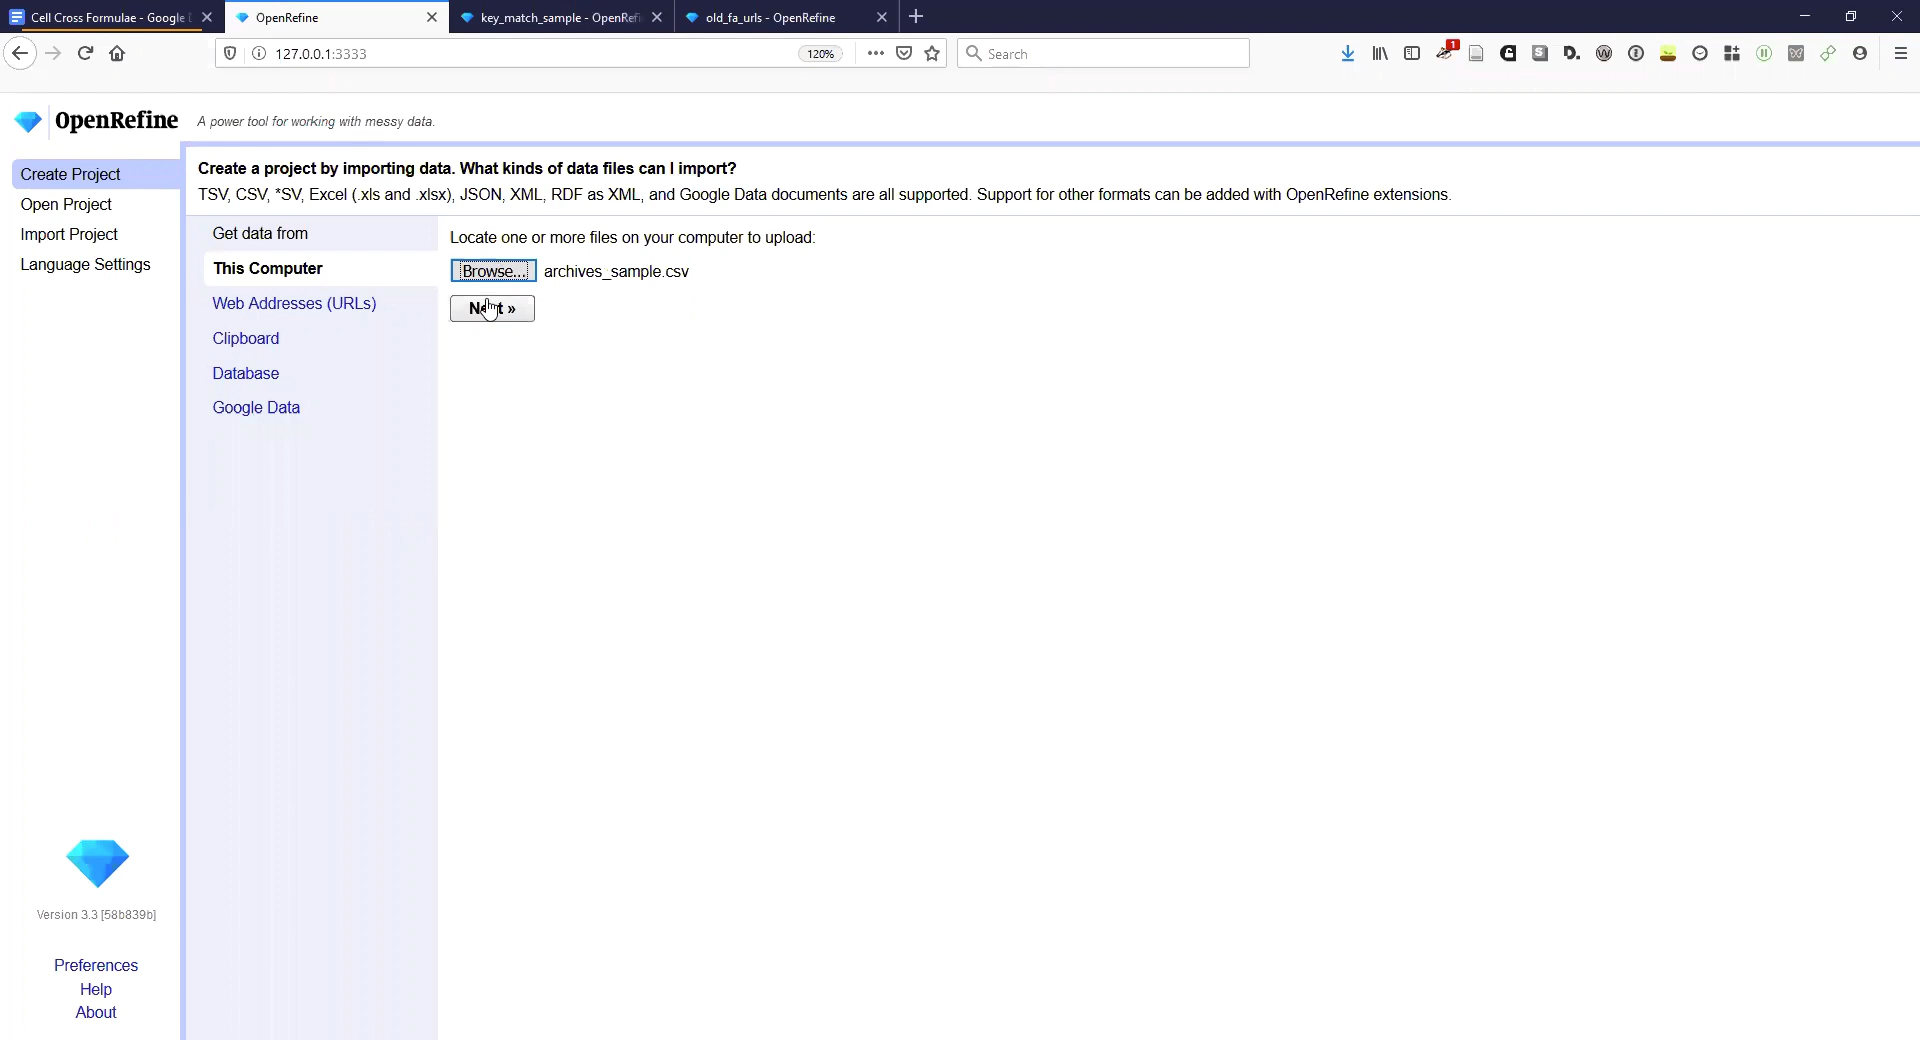 Cell Cross Formulae - Google
OpenRefine
key_match_sample - OpenRefi
old_fa_urls - OpenRefine
127.0.0.1:3333
120%
Search
1
OpenRefine
A power tool for working with messy data.
Create Project
Open Project
Import Project
Language Settings
Create a project by importing data. What kinds of data files can I import?
TSV, CSV, *SV, Excel (.xls and .xlsx), JSON, XML, RDF as XML, and Google Data documents are all supported. Support for other formats can be added with OpenRefine extensions.
Get data from
This Computer
Web Addresses (URLs)
Clipboard
Database
Google Data
Locate one or more files on your computer to upload:
Browse... archives_sample.csv
Next »
Version 3.3 [58b839b]
Preferences
Help
About